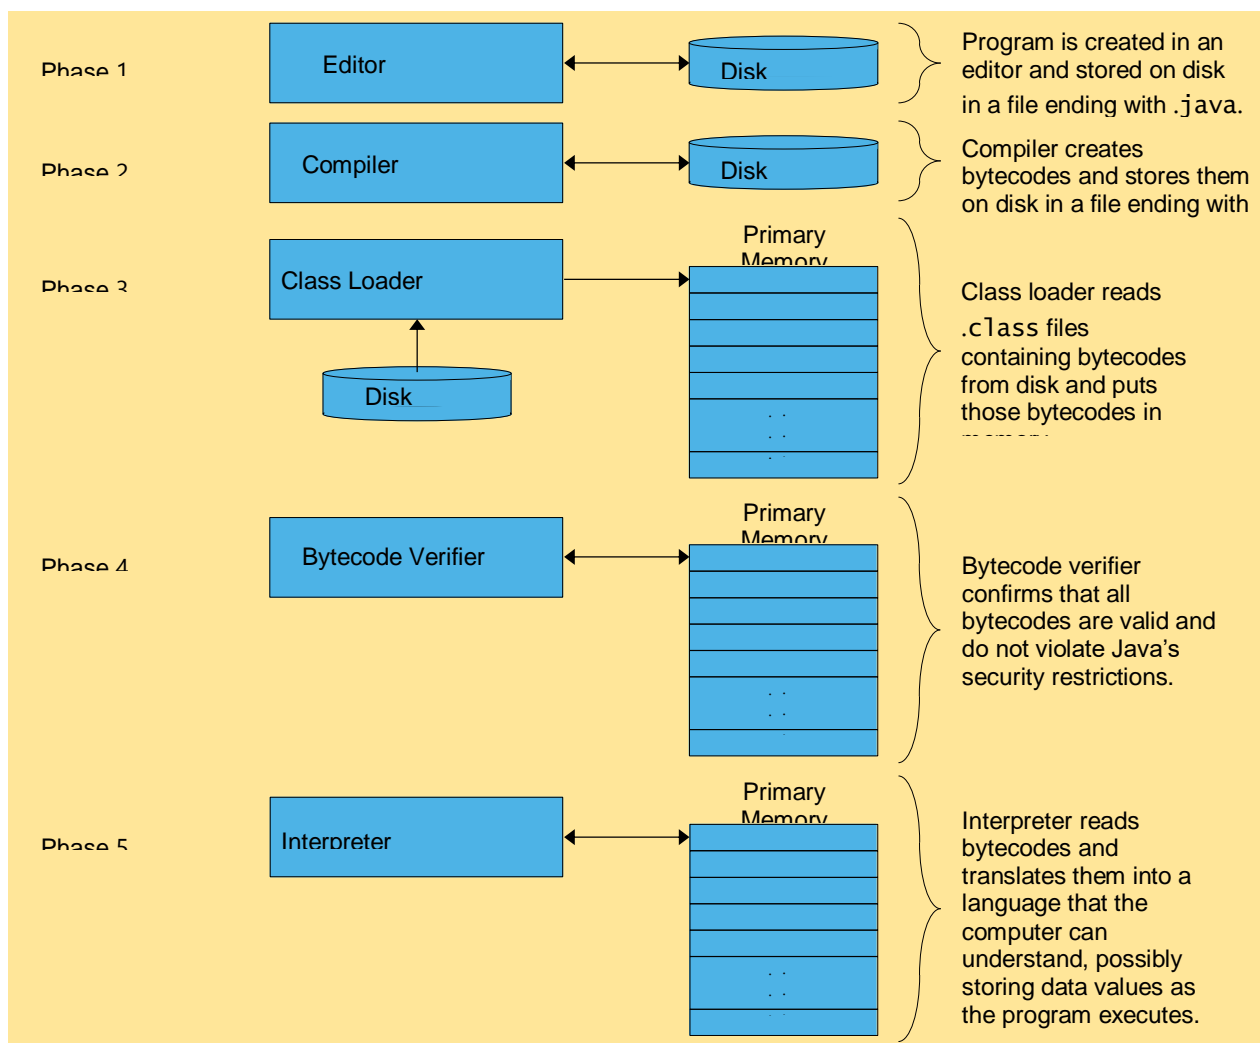 Phase 1
Editor
Disk
Program is created in an
editor and stored on disk
in a file ending with .java.
Phase 2
Compiler
Disk
Compiler creates
bytecodes and stores them
on disk in a file ending with
Phase 3
Class Loader
Disk
Primary
Memory
Class loader reads
.class files
containing bytecodes
from disk and puts
those bytecodes in
Phase 4
Bytecode Verifier
Primary
Memory
Bytecode verifier
confirms that all
bytecodes are valid and
do not violate Java’s
security restrictions.
Phase 5
Interpreter
Primary
Memory
Interpreter reads
bytecodes and
translates them into a
language that the
computer can
understand, possibly
storing data values as
the program executes.